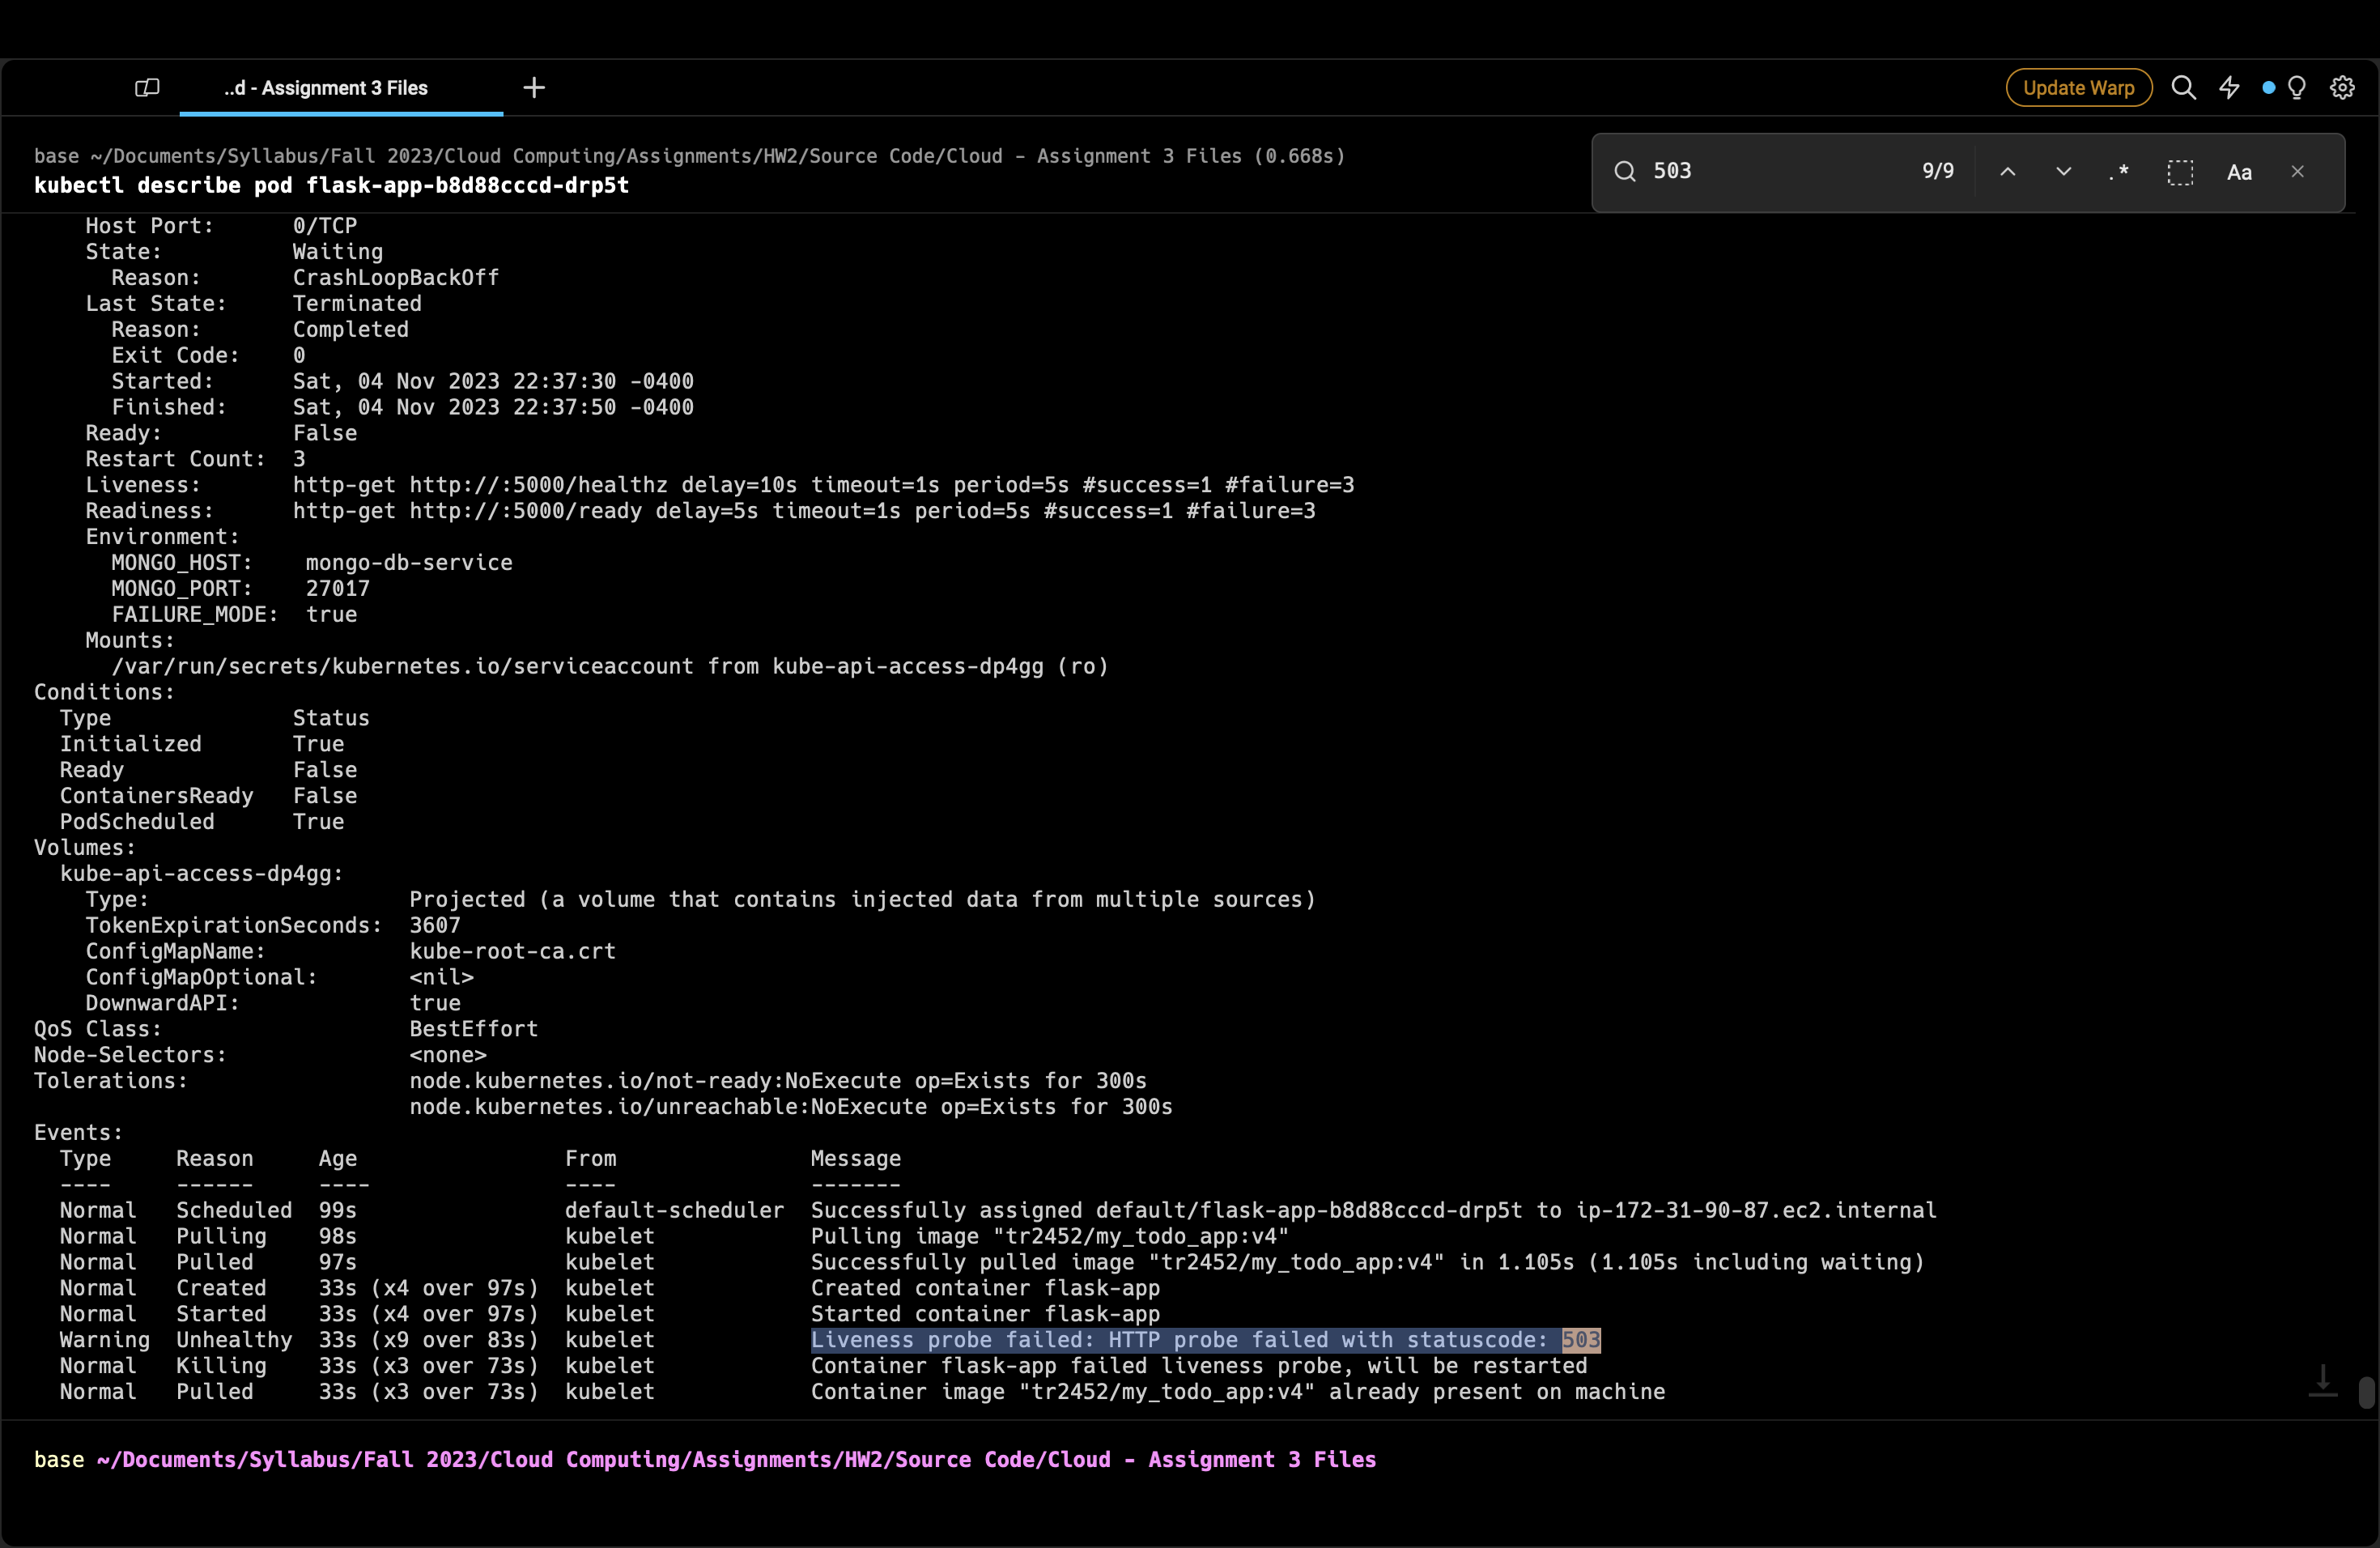 ..d - Assignment 3 Files
Update Warp
base ~/Documents/Syllabus/Fall 2023/Cloud Computing/Assignments/HW2/Source Code/Cloud - Assignment 3 Files (0.668s)
503 9/9 .* Aa
kubectl describe pod flask-app-b8d88cccd-drp5t
    Host Port:      0/TCP
    State:          Waiting
      Reason:       CrashLoopBackOff
    Last State:     Terminated
      Reason:       Completed
      Exit Code:    0
      Started:      Sat, 04 Nov 2023 22:37:30 -0400
      Finished:     Sat, 04 Nov 2023 22:37:50 -0400
    Ready:          False
    Restart Count:  3
    Liveness:       http-get http://:5000/healthz delay=10s timeout=1s period=5s #success=1 #failure=3
    Readiness:      http-get http://:5000/ready delay=5s timeout=1s period=5s #success=1 #failure=3
    Environment:
      MONGO_HOST:    mongo-db-service
      MONGO_PORT:    27017
      FAILURE_MODE:  true
    Mounts:
      /var/run/secrets/kubernetes.io/serviceaccount from kube-api-access-dp4gg (ro)
Conditions:
  Type              Status
  Initialized       True
  Ready             False
  ContainersReady   False
  PodScheduled      True
Volumes:
  kube-api-access-dp4gg:
    Type:                    Projected (a volume that contains injected data from multiple sources)
    TokenExpirationSeconds:  3607
    ConfigMapName:           kube-root-ca.crt
    ConfigMapOptional:       <nil>
    DownwardAPI:             true
QoS Class:                   BestEffort
Node-Selectors:              <none>
Tolerations:                 node.kubernetes.io/not-ready:NoExecute op=Exists for 300s
                             node.kubernetes.io/unreachable:NoExecute op=Exists for 300s
Events:
  Type     Reason     Age                From               Message
  ----     ------     ----               ----               -------
  Normal   Scheduled  99s                default-scheduler  Successfully assigned default/flask-app-b8d88cccd-drp5t to ip-172-31-90-87.ec2.internal
  Normal   Pulling    98s                kubelet            Pulling image "tr2452/my_todo_app:v4"
  Normal   Pulled     97s                kubelet            Successfully pulled image "tr2452/my_todo_app:v4" in 1.105s (1.105s including waiting)
  Normal   Created    33s (x4 over 97s)  kubelet            Created container flask-app
  Normal   Started    33s (x4 over 97s)  kubelet            Started container flask-app
  Warning  Unhealthy  33s (x9 over 83s)  kubelet            Liveness probe failed: HTTP probe failed with statuscode: 503
  Normal   Killing    33s (x3 over 73s)  kubelet            Container flask-app failed liveness probe, will be restarted
  Normal   Pulled     33s (x3 over 73s)  kubelet            Container image "tr2452/my_todo_app:v4" already present on machine
base ~/Documents/Syllabus/Fall 2023/Cloud Computing/Assignments/HW2/Source Code/Cloud - Assignment 3 Files